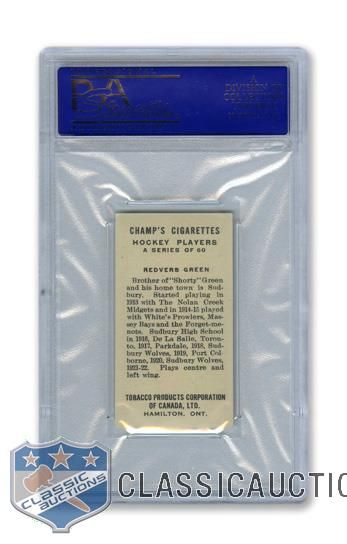 PSA
A
DIVISION OF
COLLECTORS
CHAMP'S CIGARETTES
HOCKEY PLAYERS
A SERIES OF 60
REDVERS GREEN
Brother of "Shorty" Green
and his home town is Sud-
bury. Started playing in
1913 with The Nolan Creek
Midgets and in 1914-15 played
with White's Prowlers, Mas-
sey Bays and the Forget-me-
nots. Sudbury High School
in 1916, De La Salle, Toron-
to, 1917, Parkdale, 1918, Sud-
bury Wolves, 1919, Port Col-
borne, 1920, Sudbury Wolves,
1921-22. Plays centre and
left wing.
TOBACCO PRODUCTS CORPORATION
OF CANADA, LTD.
HAMILTON, ONT.
CLASSIC
AUCTIONS
CLASSICAUCTIO